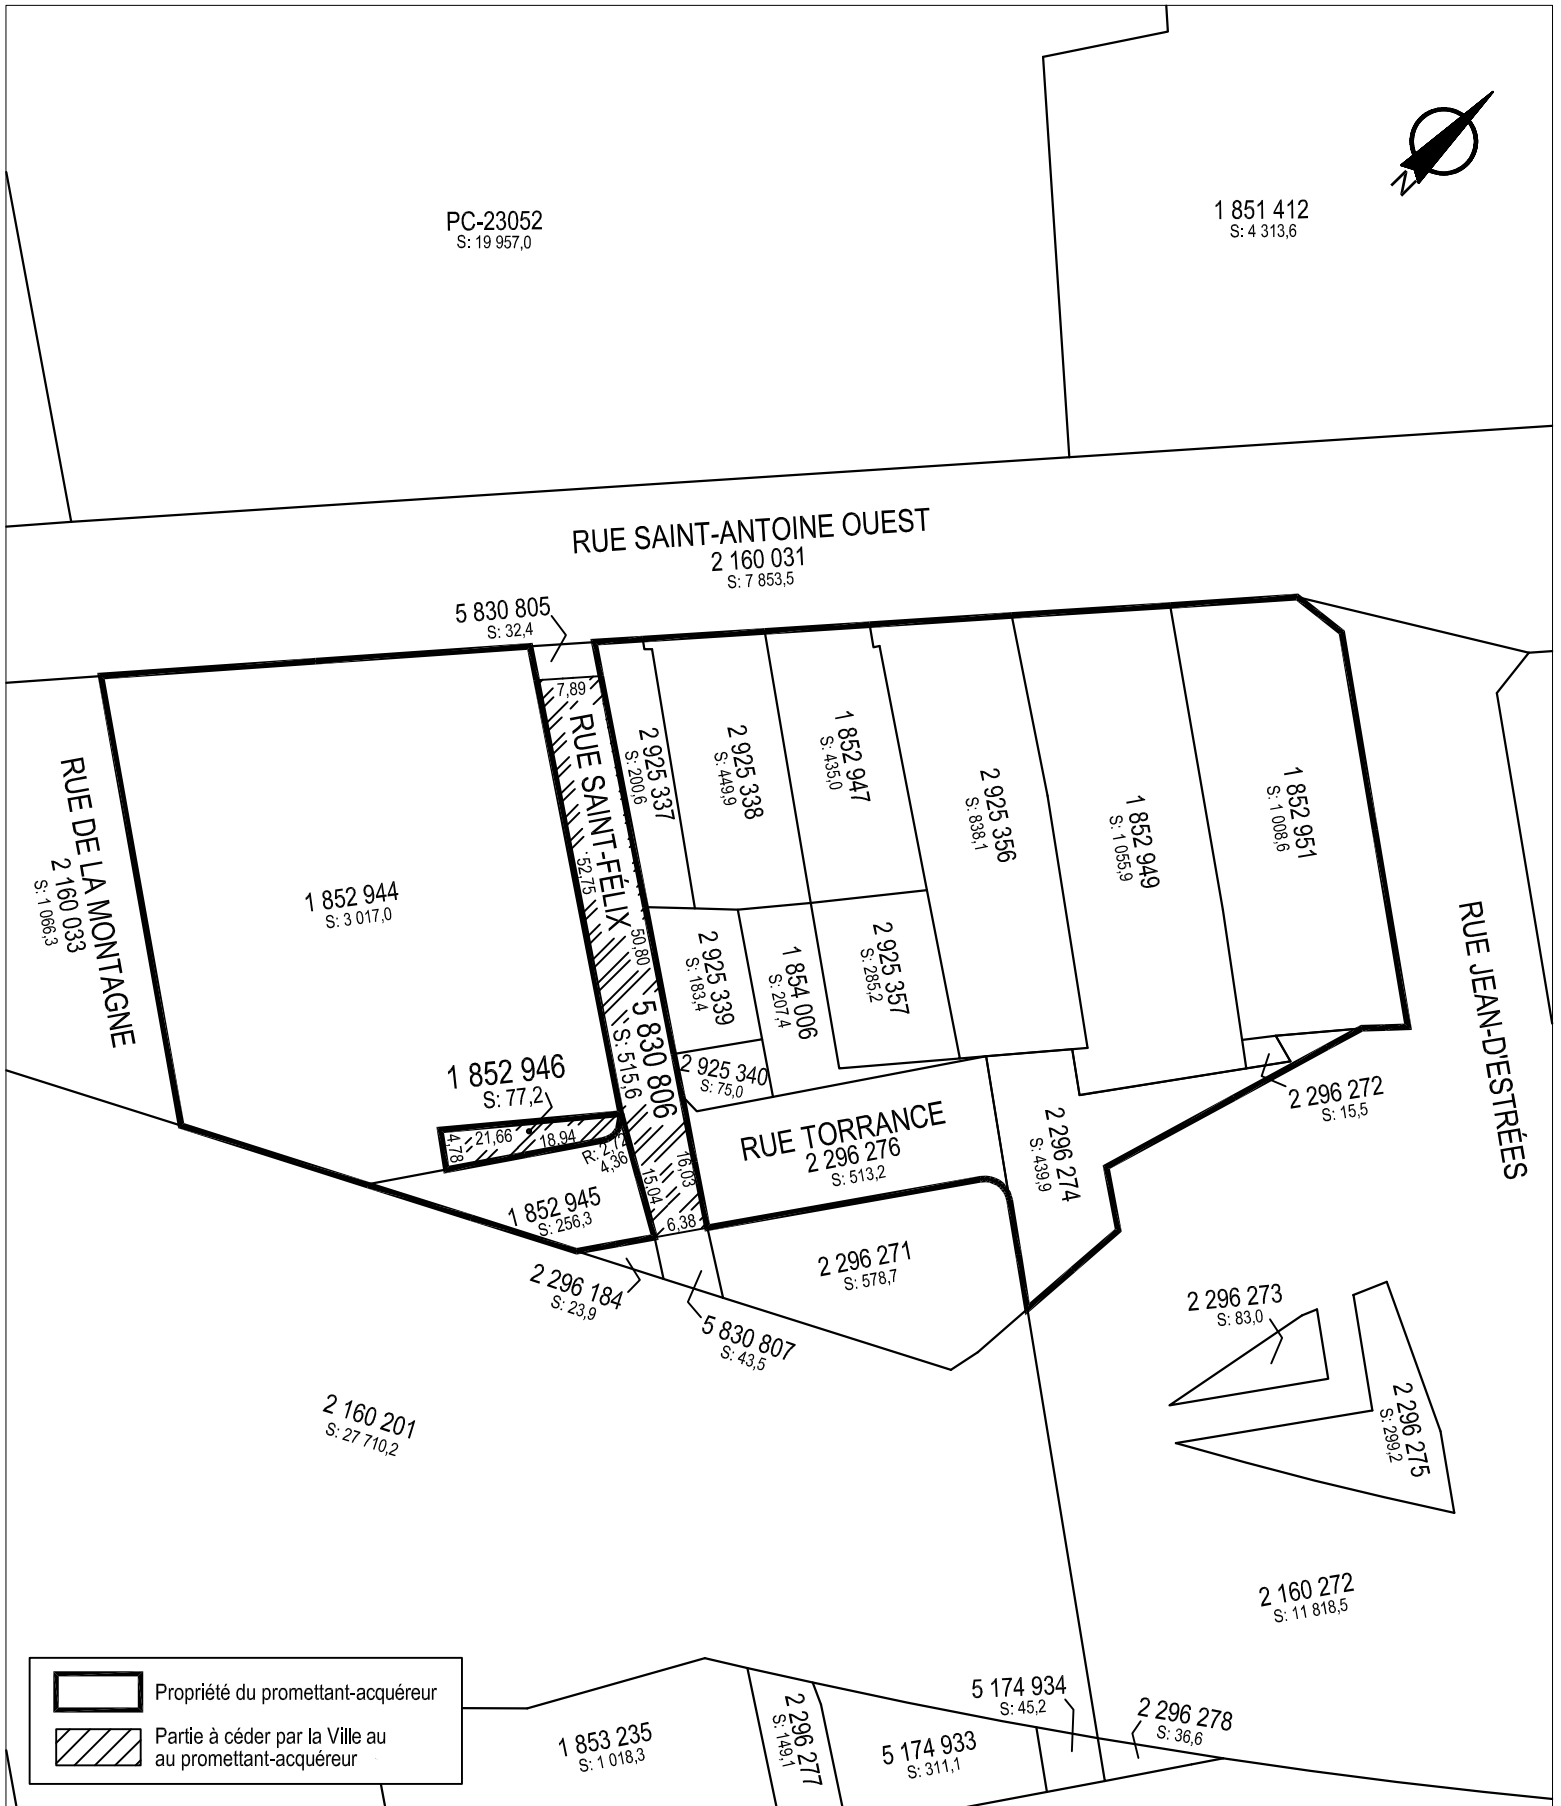 PC-23052
S: 19 957,0
1 851 412
S: 4 313,6
N
RUE SAINT-ANTOINE OUEST
2 160 031
S: 7 853,5
5 830 805
S: 32,4
RUE DE LA MONTAGNE
2 160 033
S: 1 066,3
1 852 944
S: 3 017,0
7,89
RUE SAINT-FÉLIX
52,75
50,80
5 830 806
S: 515,6
2 925 337
S: 200,6
2 925 338
S: 449,9
1 852 947
S: 435,0
2 925 356
S: 838,1
1 852 949
S: 1 055,9
1 852 951
S: 1 008,6
2 925 339
S: 183,4
1 854 006
S: 207,4
2 925 357
S: 285,2
2 925 340
S: 75,0
RUE JEAN-D'ESTRÉES
1 852 946
S: 77,2
4,78
21,66
18,94
R: 2,72
4,36
15,04
16,03
6,38
RUE TORRANCE
2 296 276
S: 513,2
2 296 274
S: 439,9
2 296 272
S: 15,5
1 852 945
S: 256,3
2 296 184
S: 23,9
5 830 807
S: 43,5
2 296 271
S: 578,7
2 296 273
S: 83,0
2 296 275
S: 299,2
2 160 201
S: 27 710,2
2 160 272
S: 11 818,5
Propriété du promettant-acquéreur
Partie à céder par la Ville au
au promettant-acquéreur
1 853 235
S: 1 018,3
2 296 277
S: 149,1
5 174 933
S: 311,1
5 174 934
S: 45,2
2 296 278
S: 36,6